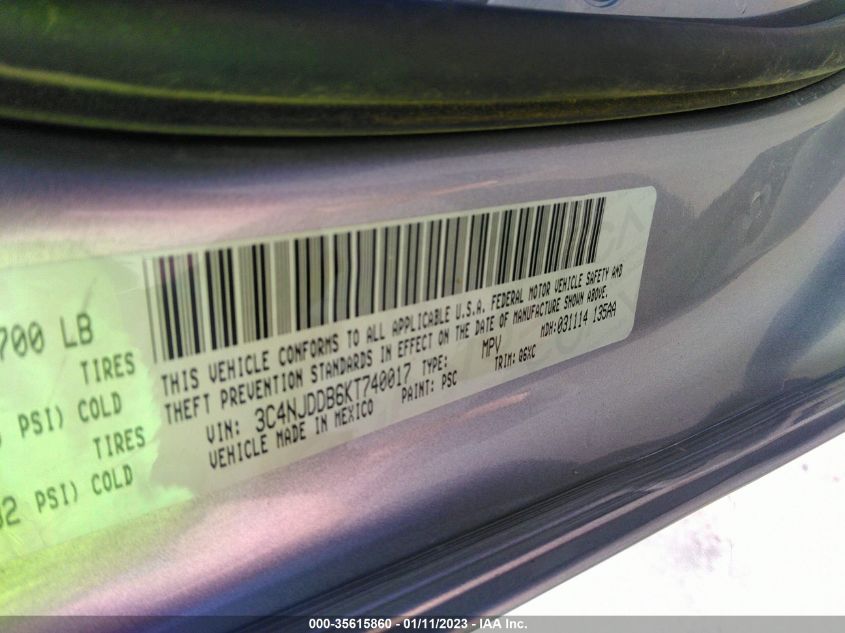 700 LB
TIRES
PSI) COLD
TIRES
PSI) COLD
THIS VEHICLE CONFORMS TO ALL APPLICABLE U.S.A. FEDERAL MOTOR VEHICLE SAFETY AND
THEFT PREVENTION STANDARDS IN EFFECT ON THE DATE OF MANUFACTURE SHOWN ABOVE.
VIN: 3C4NJDDB6KT740017 TYPE: MPV MDH:031114 135AA
VEHICLE MADE IN MEXICO PAINT: PSC TRIM: G6XC
000-35615860 - 01/11/2023 - IAA Inc.